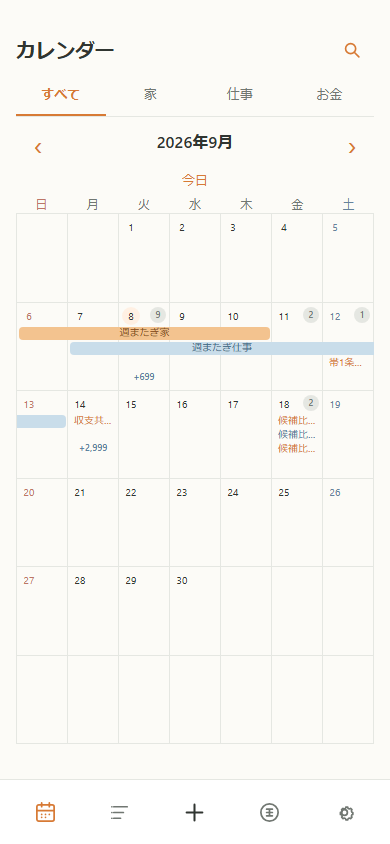 カレンダー
すべて 家 仕事 お金
‹ 2026年9月 ›
今日
日 月 火 水 木 金 土
1 2 3 4 5
6 7 8 9 9 10 11 2 12 1
週またぎ家
週またぎ仕事
帯1条…
+699
13 14 15 16 17 18 2 19
収支共… 候補比…
候補比…
+2,999 候補比…
20 21 22 23 24 25 26
27 28 29 30